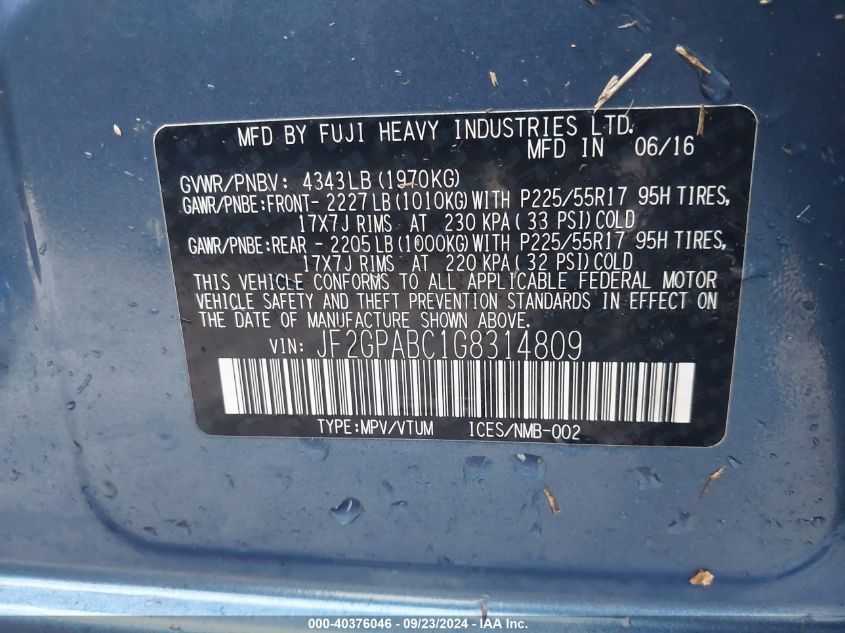 MFD BY FUJI HEAVY INDUSTRIES LTD.
MFD IN 06/16
GVWR/PNBV: 4343LB (1970KG)
GAWR/PNBE:FRONT- 2227LB (1010KG) WITH P225/55R17 95H TIRES,
17X7J RIMS AT 230 KPA ( 33 PSI) COLD
GAWR/PNBE:REAR - 2205LB (1000KG) WITH P225/55R17 95H TIRES,
17X7J RIMS AT 220 KPA ( 32 PSI) COLD
THIS VEHICLE CONFORMS TO ALL APPLICABLE FEDERAL MOTOR
VEHICLE SAFETY AND THEFT PREVENTION STANDARDS IN EFFECT ON
THE DATE OF MANUFACTURE SHOWN ABOVE.
VIN: JF2GPABC1G8314809
TYPE:MPV/VTUM ICES/NMB-002
000-40376046 - 09/23/2024 - IAA Inc.